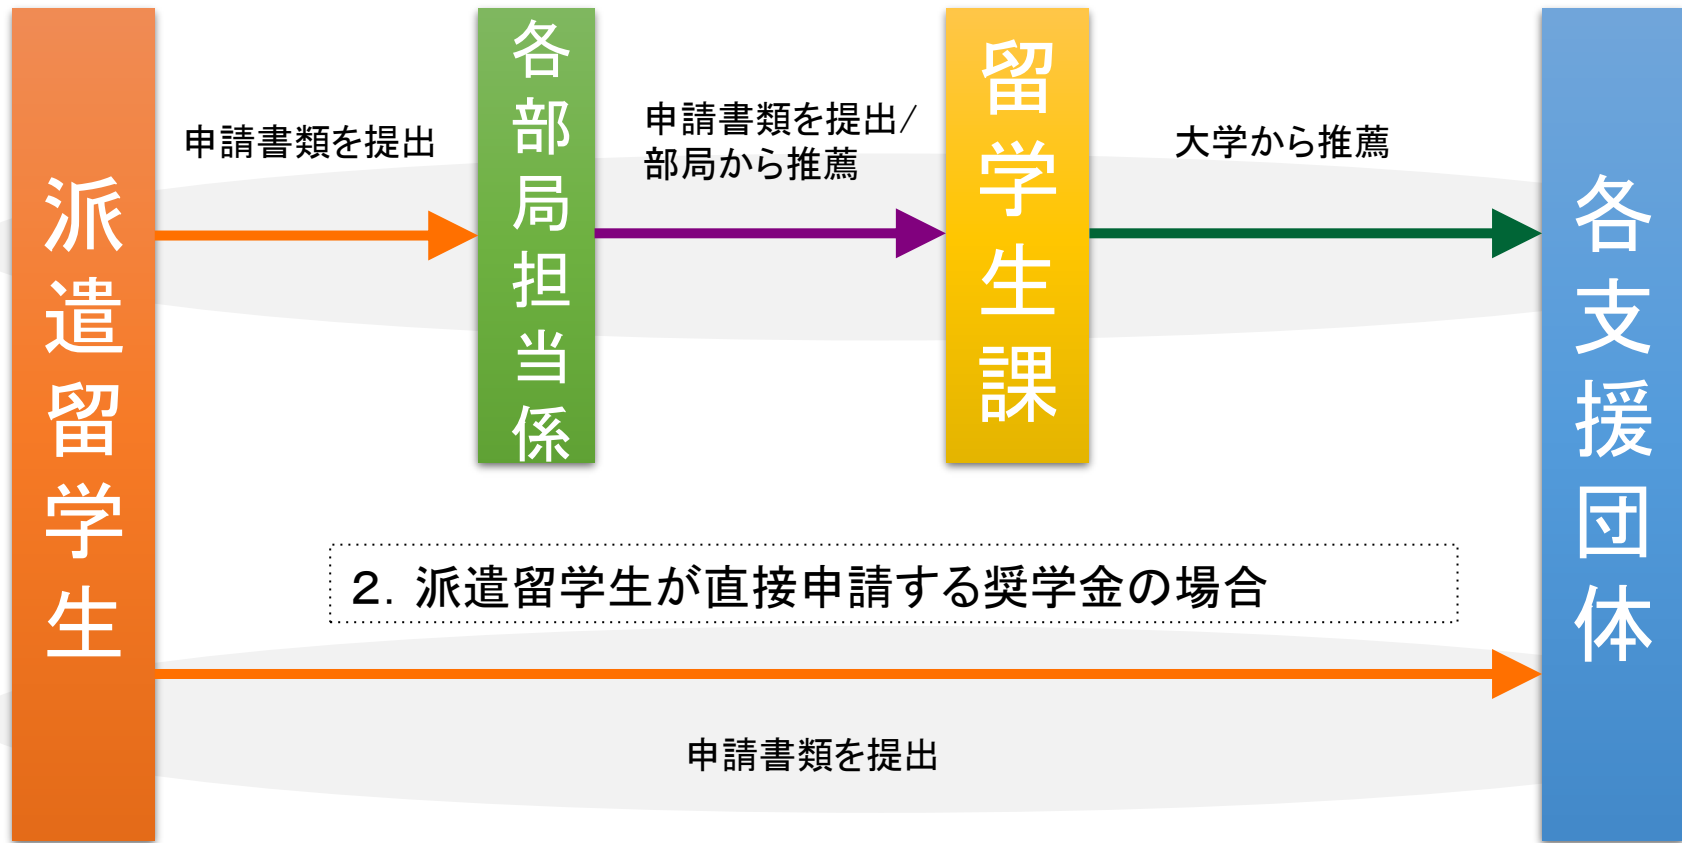 派遣留学生
申請書類を提出
各部局担当係
申請書類を提出/
部局から推薦
留学生課
大学から推薦
各支援団体
2. 派遣留学生が直接申請する奨学金の場合
申請書類を提出